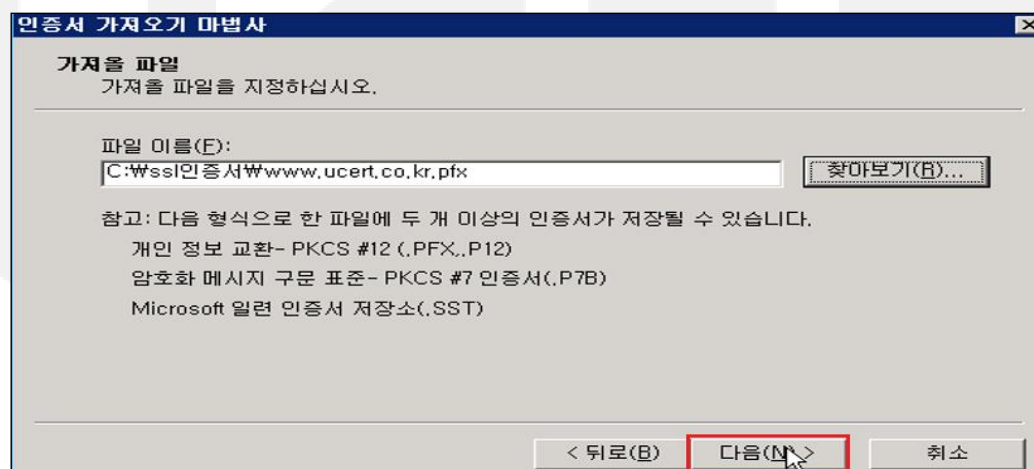 인증서 가져오기 마법사
가져올 파일
가져올 파일을 지정하십시오.
파일 이름(F):
C:₩ssl인증서₩www.ucert.co.kr.pfx
찾아보기(R)...
참고: 다음 형식으로 한 파일에 두 개 이상의 인증서가 저장될 수 있습니다.
개인 정보 교환- PKCS #12 (.PFX,.P12)
암호화 메시지 구문 표준- PKCS #7 인증서(.P7B)
Microsoft 일련 인증서 저장소(.SST)
< 뒤로(B) 다음(N) > 취소